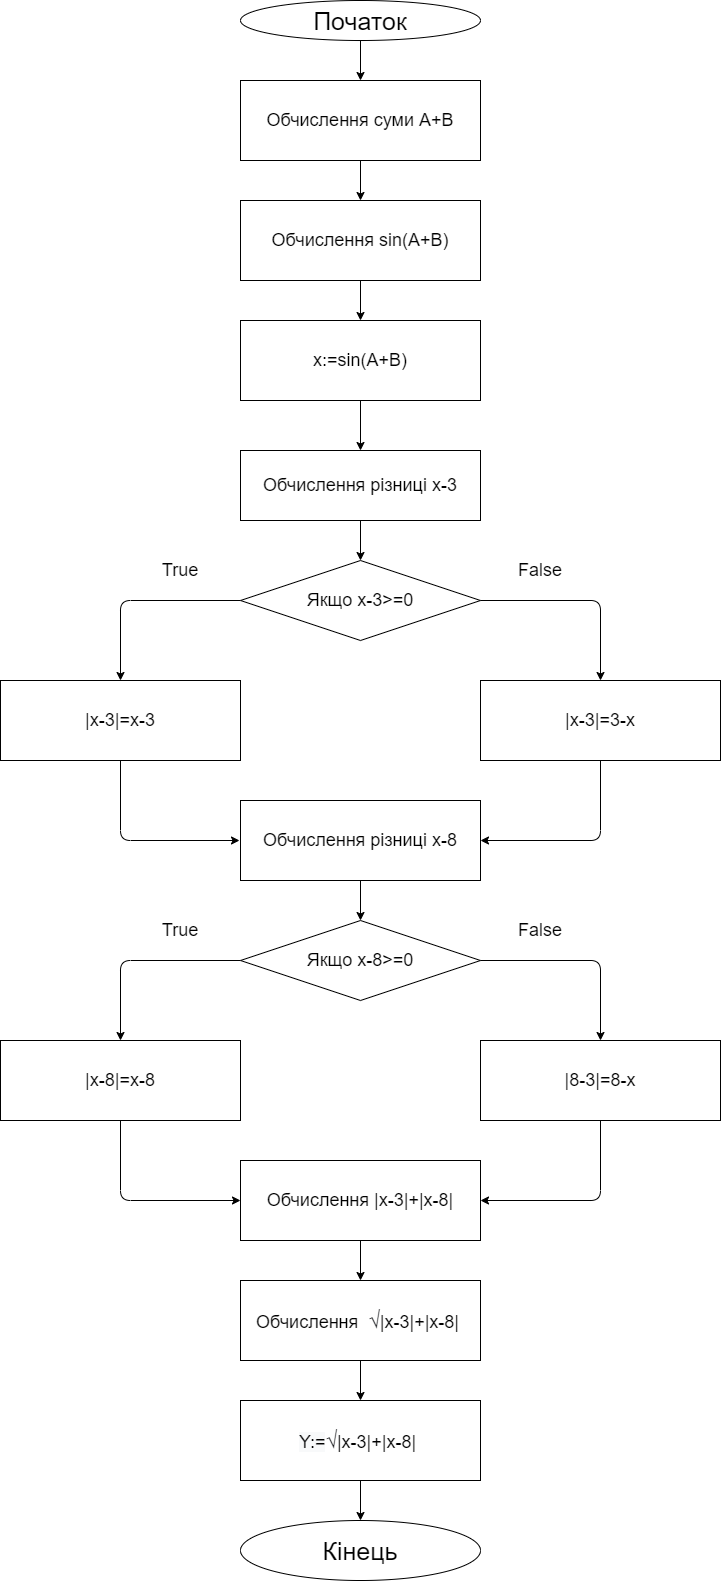 Початок
Обчислення суми A+B
Обчислення sin(A+B)
x:=sin(A+B)
Обчислення різниці x-3
True
False
Якщо x-3>=0
|x-3|=x-3
|x-3|=3-x
Обчислення різниці x-8
True
False
Якщо x-8>=0
|x-8|=x-8
|8-3|=8-x
Обчислення |x-3|+|x-8|
Обчислення √|x-3|+|x-8|
Y:=√|x-3|+|x-8|
Кінець